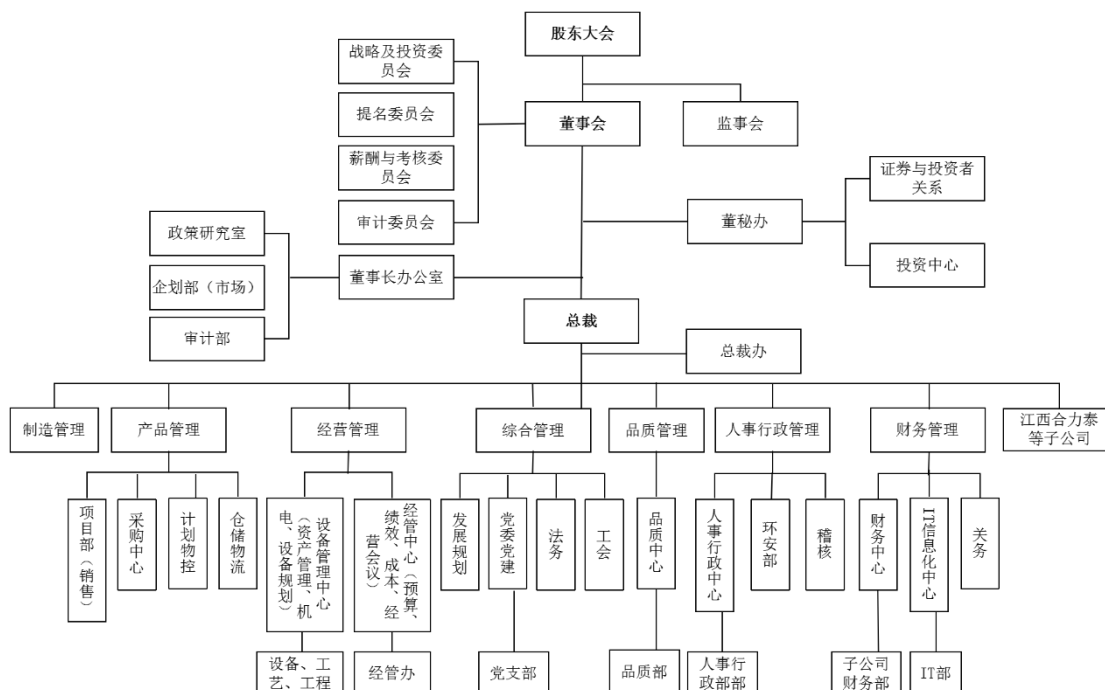 股东大会
战略及投资委
员会
提名委员会
董事会
监事会
薪酬与考核委
员会
证券与投资者
关系
审计委员会
董秘办
政策研究室
投资中心
董事长办公室
企划部（市场）
总裁
审计部
总裁办
制造管理
产品管理
经营管理
综合管理
品质管理
人事行政管理
财务管理
江西合力泰
等子公司
项目部（销售）
采购中心
计划物控
仓储物流
设备管理中心
（资产管理、机
电、设备规划）
经管中心（预算、
绩效、成本、经
营会议）
发展规划
党委党建
法务
工会
品质中心
人事行政中心
环安部
稽核
财务中心
IT信息化中心
关务
设备、工
艺、工程
经管办
党支部
品质部
人事行
政部部
子公司
财务部
IT部